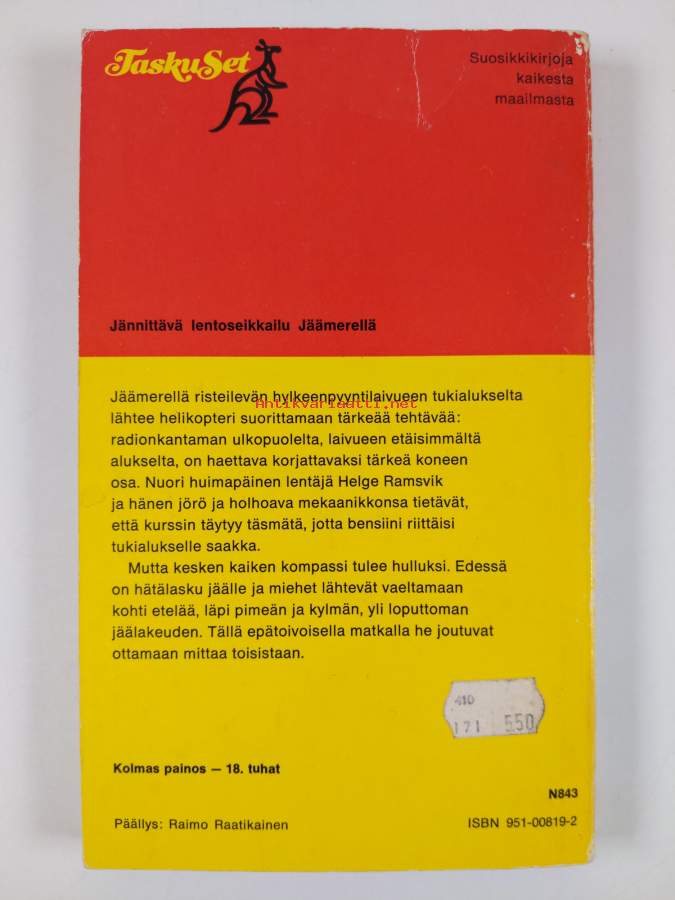 TaskuSet
Suosikkikirjoja
kaikesta
maailmasta
Jännittävä lentoseikkailu Jäämerellä
Jäämerellä risteilevän hylkeenpyyntilaivueen tukialukselta
Antikvariaatti.net
lähtee helikopteri suorittamaan tärkeää tehtävää:
radionkantaman ulkopuolelta, laivueen etäisimmältä
alukselta, on haettava korjattavaksi tärkeä koneen
osa. Nuori huimapäinen lentäjä Helge Ramsvik
ja hänen jörö ja holhoava mekaanikkonsa tietävät,
että kurssin täytyy täsmätä, jotta bensiini riittäisi
tukialukselle saakka.
Mutta kesken kaiken kompassi tulee hulluksi. Edessä
on hätälasku jäälle ja miehet lähtevät vaeltamaan
kohti etelää, läpi pimeän ja kylmän, yli loputtoman
jäälakeuden. Tällä epätoivoisella matkalla he joutuvat
ottamaan mittaa toisistaan.
410
171 550
Kolmas painos — 18. tuhat
N843
Päällys: Raimo Raatikainen
ISBN 951-00819-2